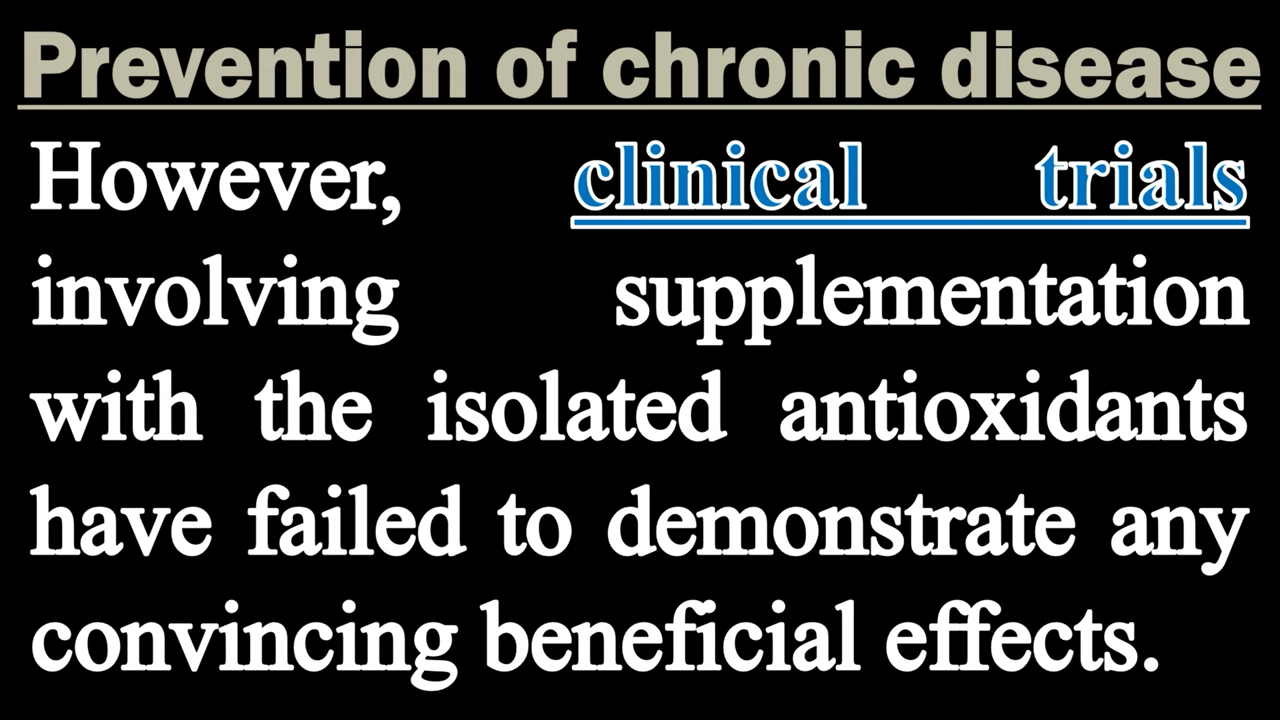 Prevention of chronic disease
However, clinical trials
involving supplementation
with the isolated antioxidants
have failed to demonstrate any
convincing beneficial effects.